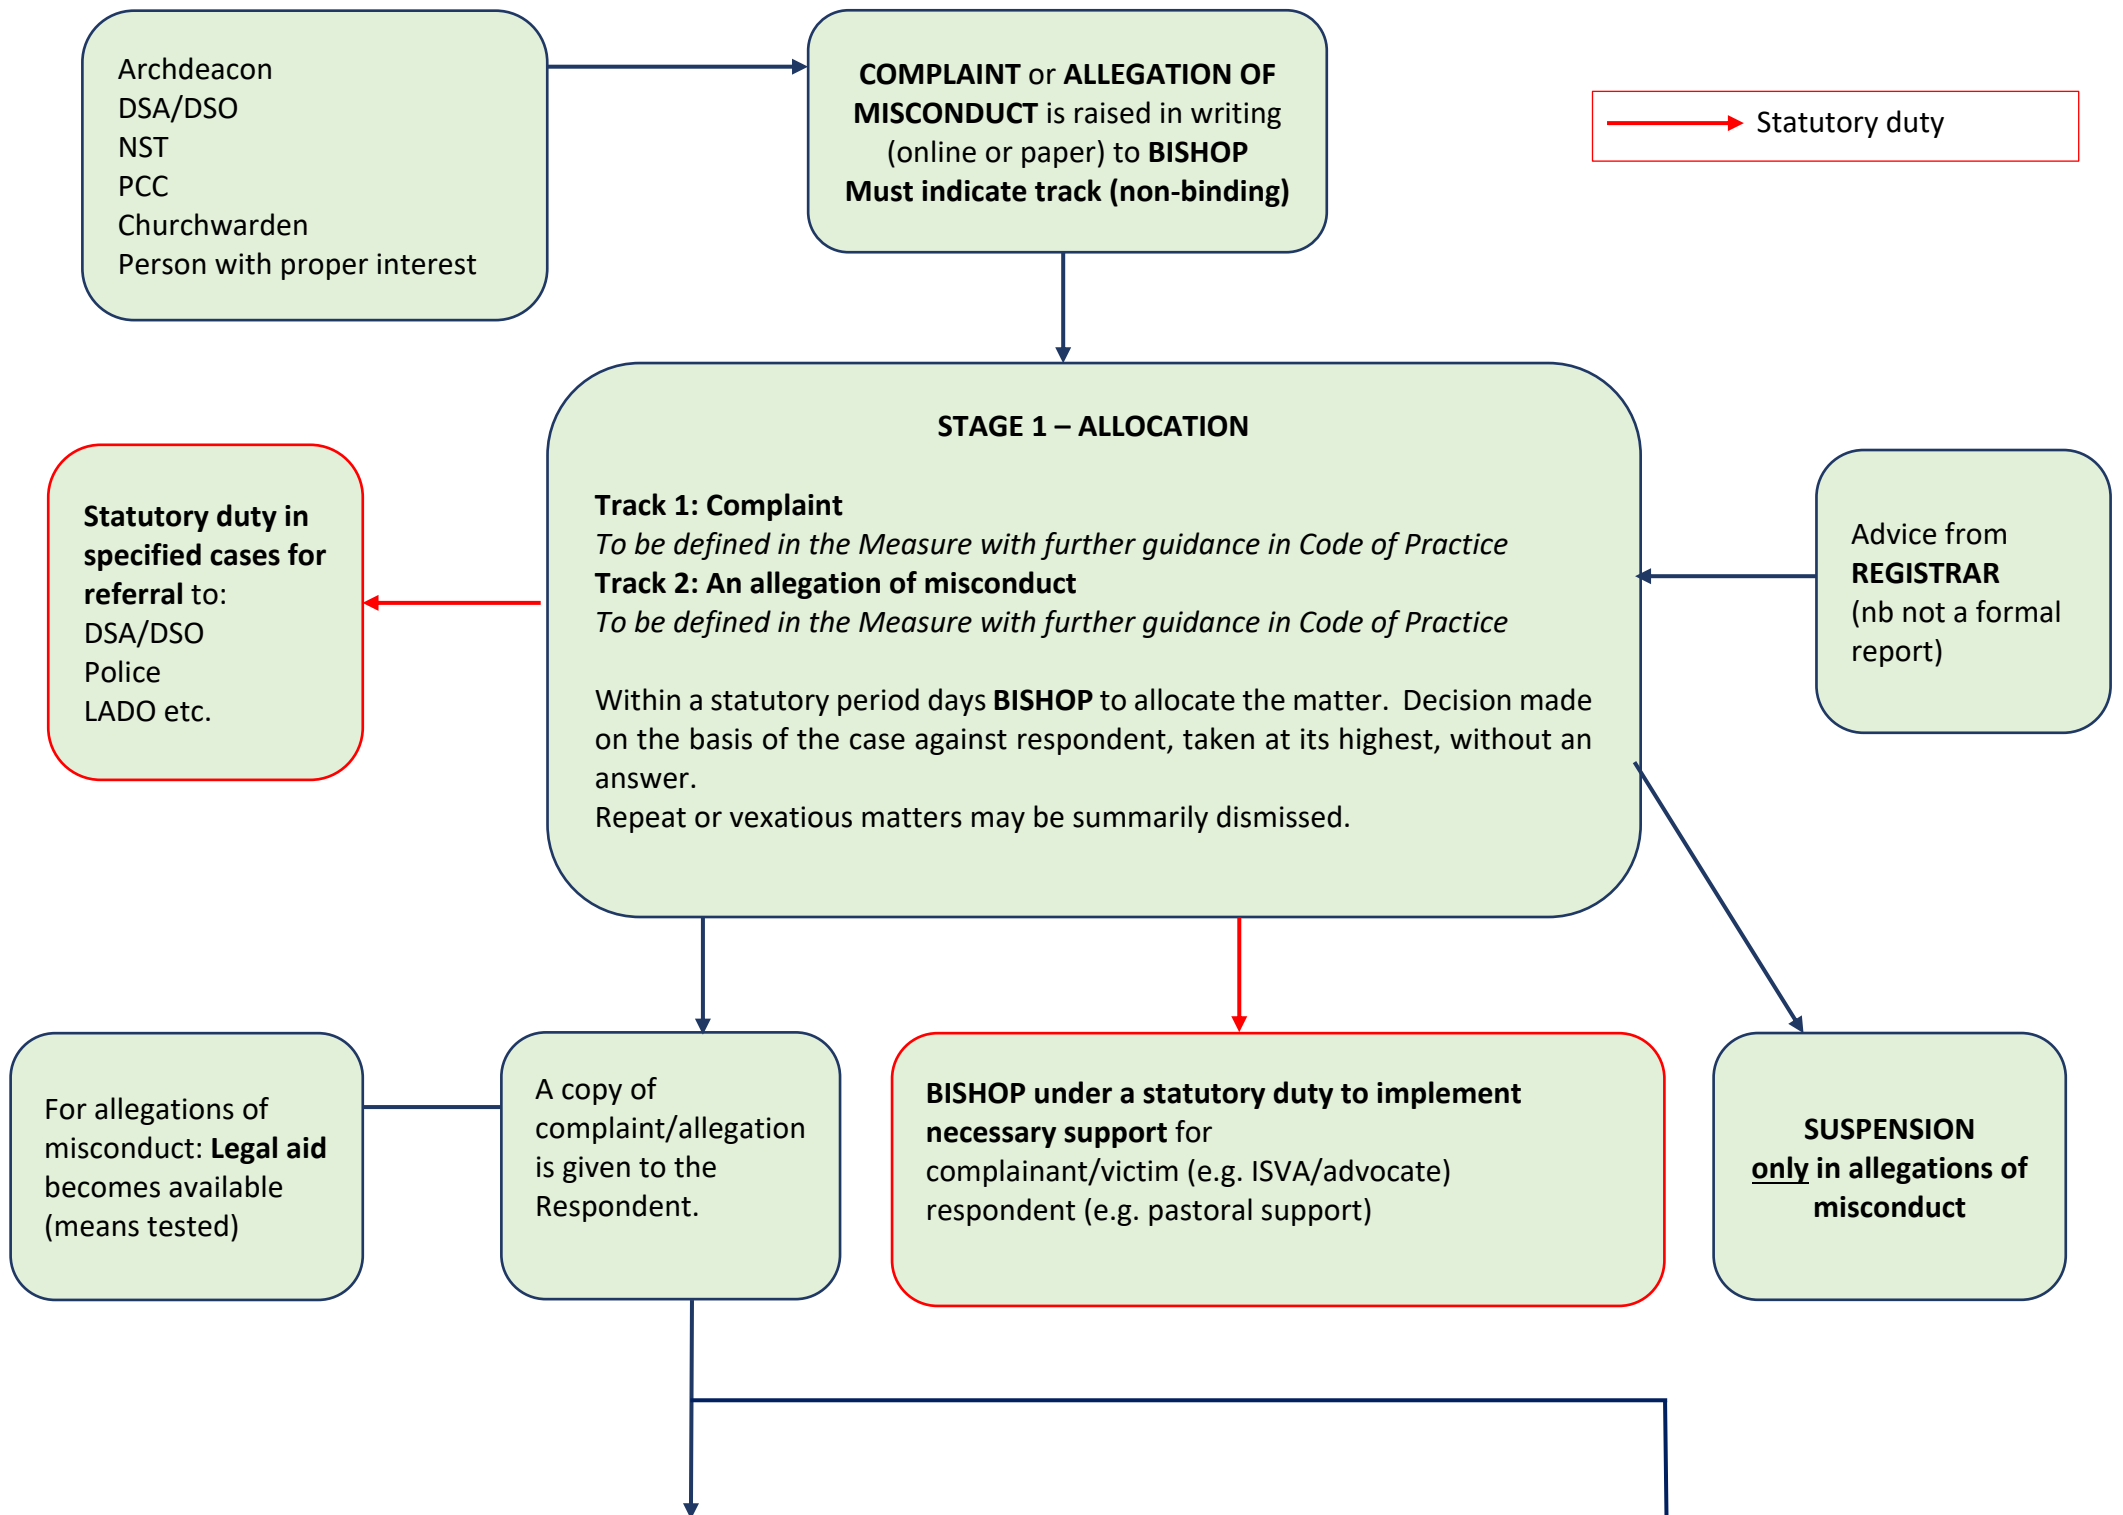 Archdeacon
DSA/DSO
NST
PCC
Churchwarden
Person with proper interest
COMPLAINT or ALLEGATION OF
MISCONDUCT is raised in writing
(online or paper) to BISHOP
Must indicate track (non-binding)
Statutory duty
STAGE 1 – ALLOCATION
Track 1: Complaint
To be defined in the Measure with further guidance in Code of Practice
Track 2: An allegation of misconduct
To be defined in the Measure with further guidance in Code of Practice
Within a statutory period days BISHOP to allocate the matter. Decision made
on the basis of the case against respondent, taken at its highest, without an
answer.
Repeat or vexatious matters may be summarily dismissed.
Statutory duty in
specified cases for
referral to:
DSA/DSO
Police
LADO etc.
Advice from
REGISTRAR
(nb not a formal
report)
For allegations of
misconduct: Legal aid
becomes available
(means tested)
A copy of
complaint/allegation
is given to the
Respondent.
BISHOP under a statutory duty to implement
necessary support for
complainant/victim (e.g. ISVA/advocate)
respondent (e.g. pastoral support)
SUSPENSION
only in allegations of
misconduct